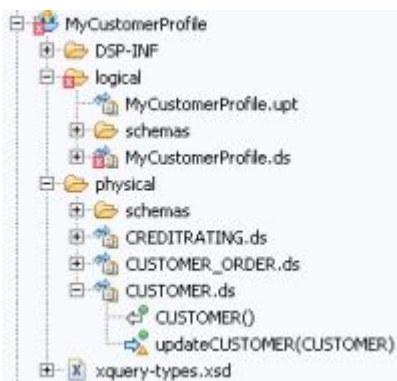 MyCustomerProfile
DSP-INF
logical
MyCustomerProfile.upt
schemas
MyCustomerProfile.ds
physical
schemas
CREDITRATING.ds
CUSTOMER_ORDER.ds
CUSTOMER.ds
CUSTOMER()
updateCUSTOMER(CUSTOMER)
xquery-types.xsd